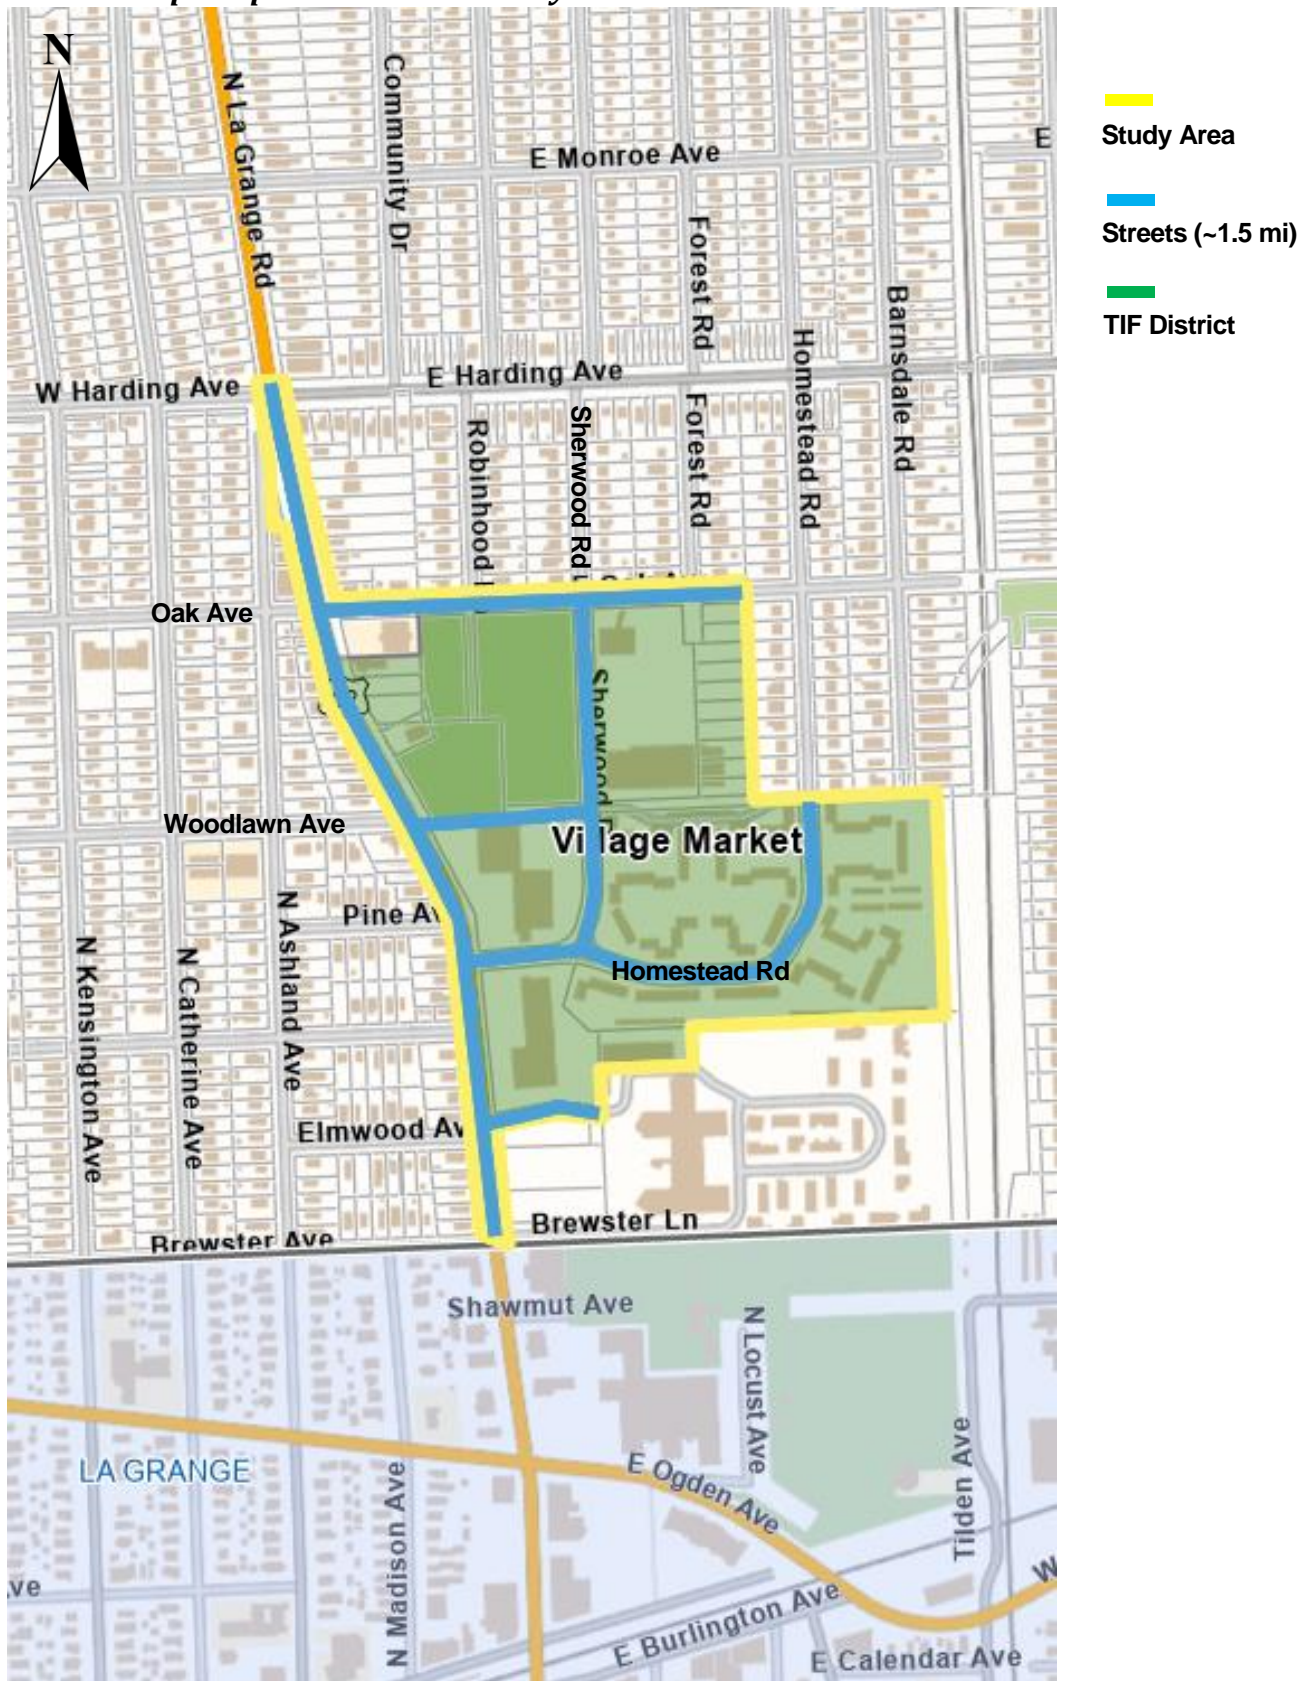 N
N La Grange Rd
Community Dr
E Monroe Ave
E
Forest Rd
Barnsdale Rd
Homestead Rd
W Harding Ave
E Harding Ave
Robinhood
Sherwood Rd
Forest Rd
Oak Ave
Sherwood
Woodlawn Ave
Village Market
Pine Av
N Ashland Ave
N Kensington Ave
N Catherine Ave
Homestead Rd
Elmwood Av
Brewster Ave
Brewster Ln
Shawmut Ave
N Locust Ave
LA GRANGE
E Ogden Ave
N Madison Ave
Tilden Ave
ve
W
E Burlington Ave
E Calendar Ave
Study Area
Streets (~1.5 mi)
TIF District